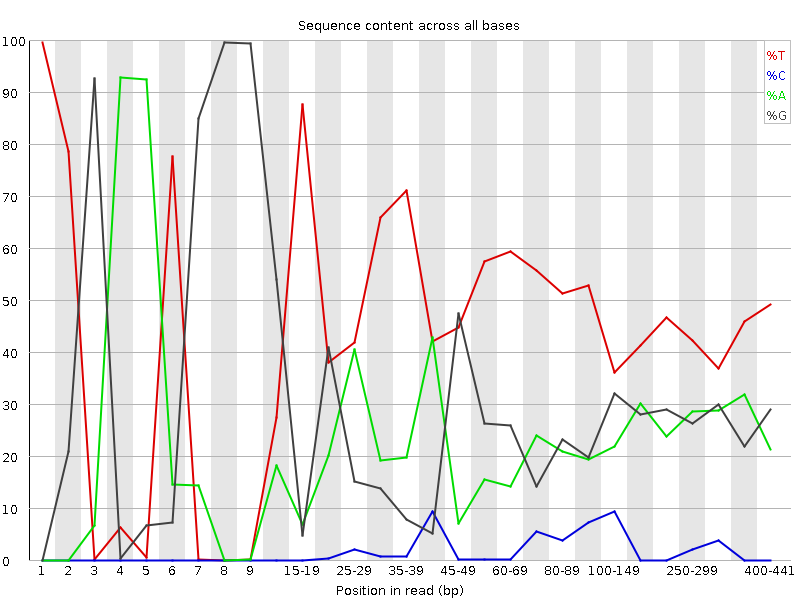 Sequence content across all bases
100
90
80
70
60
50
40
30
20
10
0
%T
%C
%A
%G
1 2 3 4 5 6 7 8 9 15-19 25-29 35-39 45-49 60-69 80-89 100-149 250-299 400-441
Position in read (bp)